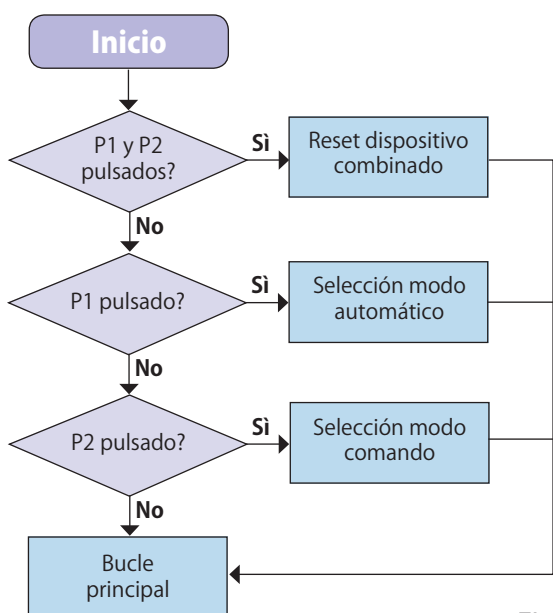 Inicio
P1 y P2
pulsados?
Sì
Reset dispositivo
combinado
No
P1 pulsado?
Sì
Selección modo
automático
No
P2 pulsado?
Sì
Selección modo
comando
No
Bucle
principal